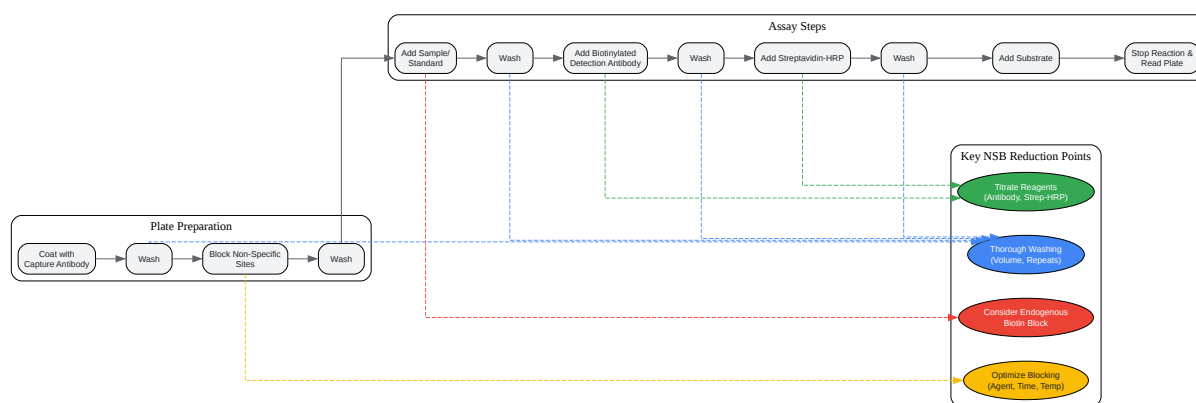 Assay Steps
Add Sample/
Standard
Wash
Add Biotinylated
Detection Antibody
Wash
Add Streptavidin-HRP
Wash
Add Substrate
Stop Reaction &
Read Plate
Key NSB Reduction Points
Titrate Reagents
(Antibody, Strep-HRP)
Thorough Washing
(Volume, Repeats)
Consider Endogenous
Biotin Block
Optimize Blocking
(Agent, Time, Temp)
Plate Preparation
Coat with
Capture Antibody
Wash
Block Non-Specific
Sites
Wash